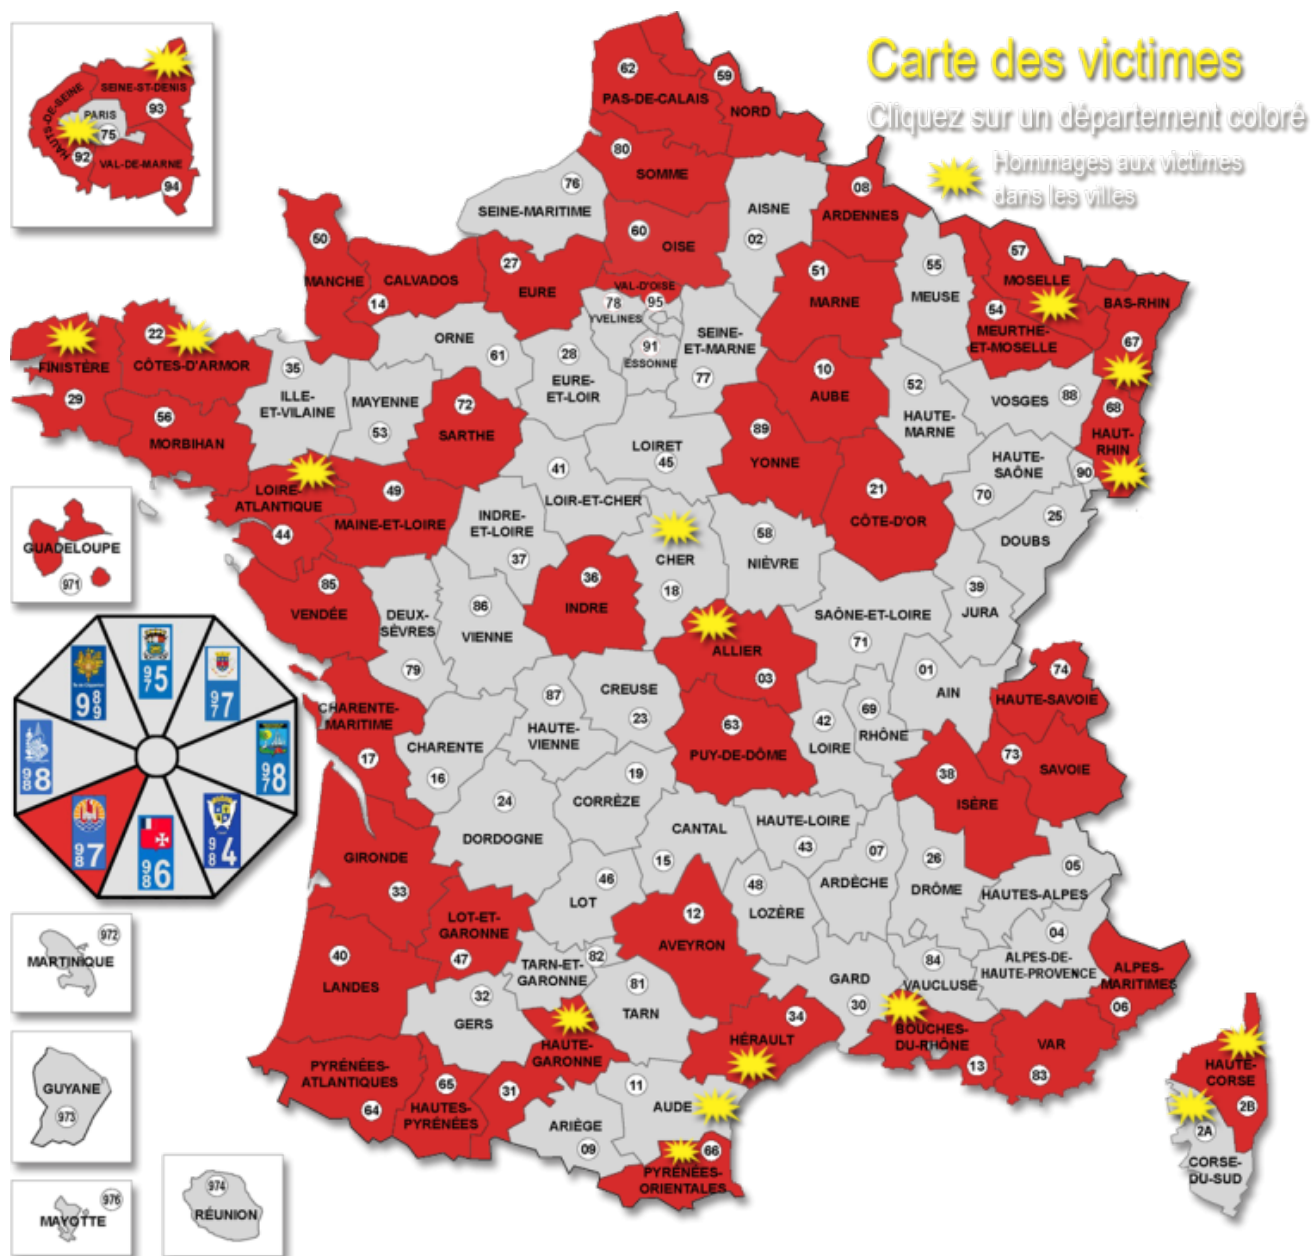 Carte des victimes
Cliquez sur un département coloré
Hommages aux victimes
dans les villes
SEINE-ST-DENIS
93
HAUTS-DE-SEINE
PARIS
75
92
VAL-DE-MARNE
94
62
PAS-DE-CALAIS
59
NORD
80
SOMME
76
SEINE-MARITIME
AISNE
02
08
ARDENNES
60
OISE
50
MANCHE
CALVADOS
14
27
EURE
VAL-D'OISE
95
78
YVELINES
91
ESSONNE
SEINE-
ET-MARNE
77
51
MARNE
55
MEUSE
57
MOSELLE
54
MEURTHE-
ET-MOSELLE
BAS-RHIN
67
FINISTÈRE
29
22
CÔTES-D'ARMOR
56
MORBIHAN
35
ILLE-
ET-VILAINE
ORNE
61
MAYENNE
53
72
SARTHE
28
EURE-
ET-LOIR
10
AUBE
52
HAUTE-
MARNE
VOSGES
88
68
HAUT-
RHIN
LOIRET
45
89
YONNE
HAUTE-
SAÔNE
70
90
41
LOIR-ET-CHER
21
CÔTE-D'OR
25
DOUBS
LOIRE-
ATLANTIQUE
44
49
MAINE-ET-LOIRE
INDRE-
ET-LOIRE
37
CHER
18
58
NIÈVRE
39
JURA
GUADELOUPE
971
85
VENDÉE
DEUX-
SÈVRES
79
86
VIENNE
36
INDRE
ALLIER
03
SAÔNE-ET-LOIRE
71
01
AIN
74
HAUTE-SAVOIE
975
977
978
984
986
987
988
989
CHARENTE-
MARITIME
17
CHARENTE
16
87
HAUTE-
VIENNE
CREUSE
23
63
PUY-DE-DÔME
42
LOIRE
69
RHÔNE
38
ISÈRE
73
SAVOIE
19
CORRÈZE
24
DORDOGNE
CANTAL
15
HAUTE-LOIRE
43
07
ARDÈCHE
26
DRÔME
05
HAUTES-ALPES
GIRONDE
33
46
LOT
12
AVEYRON
48
LOZÈRE
LOT-ET-
GARONNE
47
40
LANDES
TARN-ET-
GARONNE
82
81
TARN
GARD
30
84
VAUCLUSE
04
ALPES-DE-
HAUTE-PROVENCE
ALPES-
MARITIMES
06
MARTINIQUE
972
32
GERS
HAUTE-
GARONNE
31
34
HÉRAULT
BOUCHES-
DU-RHÔNE
13
VAR
83
GUYANE
973
PYRÉNÉES-
ATLANTIQUES
64
65
HAUTES-
PYRÉNÉES
ARIÈGE
09
11
AUDE
66
PYRÉNÉES-
ORIENTALES
HAUTE-
CORSE
2B
2A
CORSE-
DU-SUD
976
MAYOTTE
974
RÉUNION